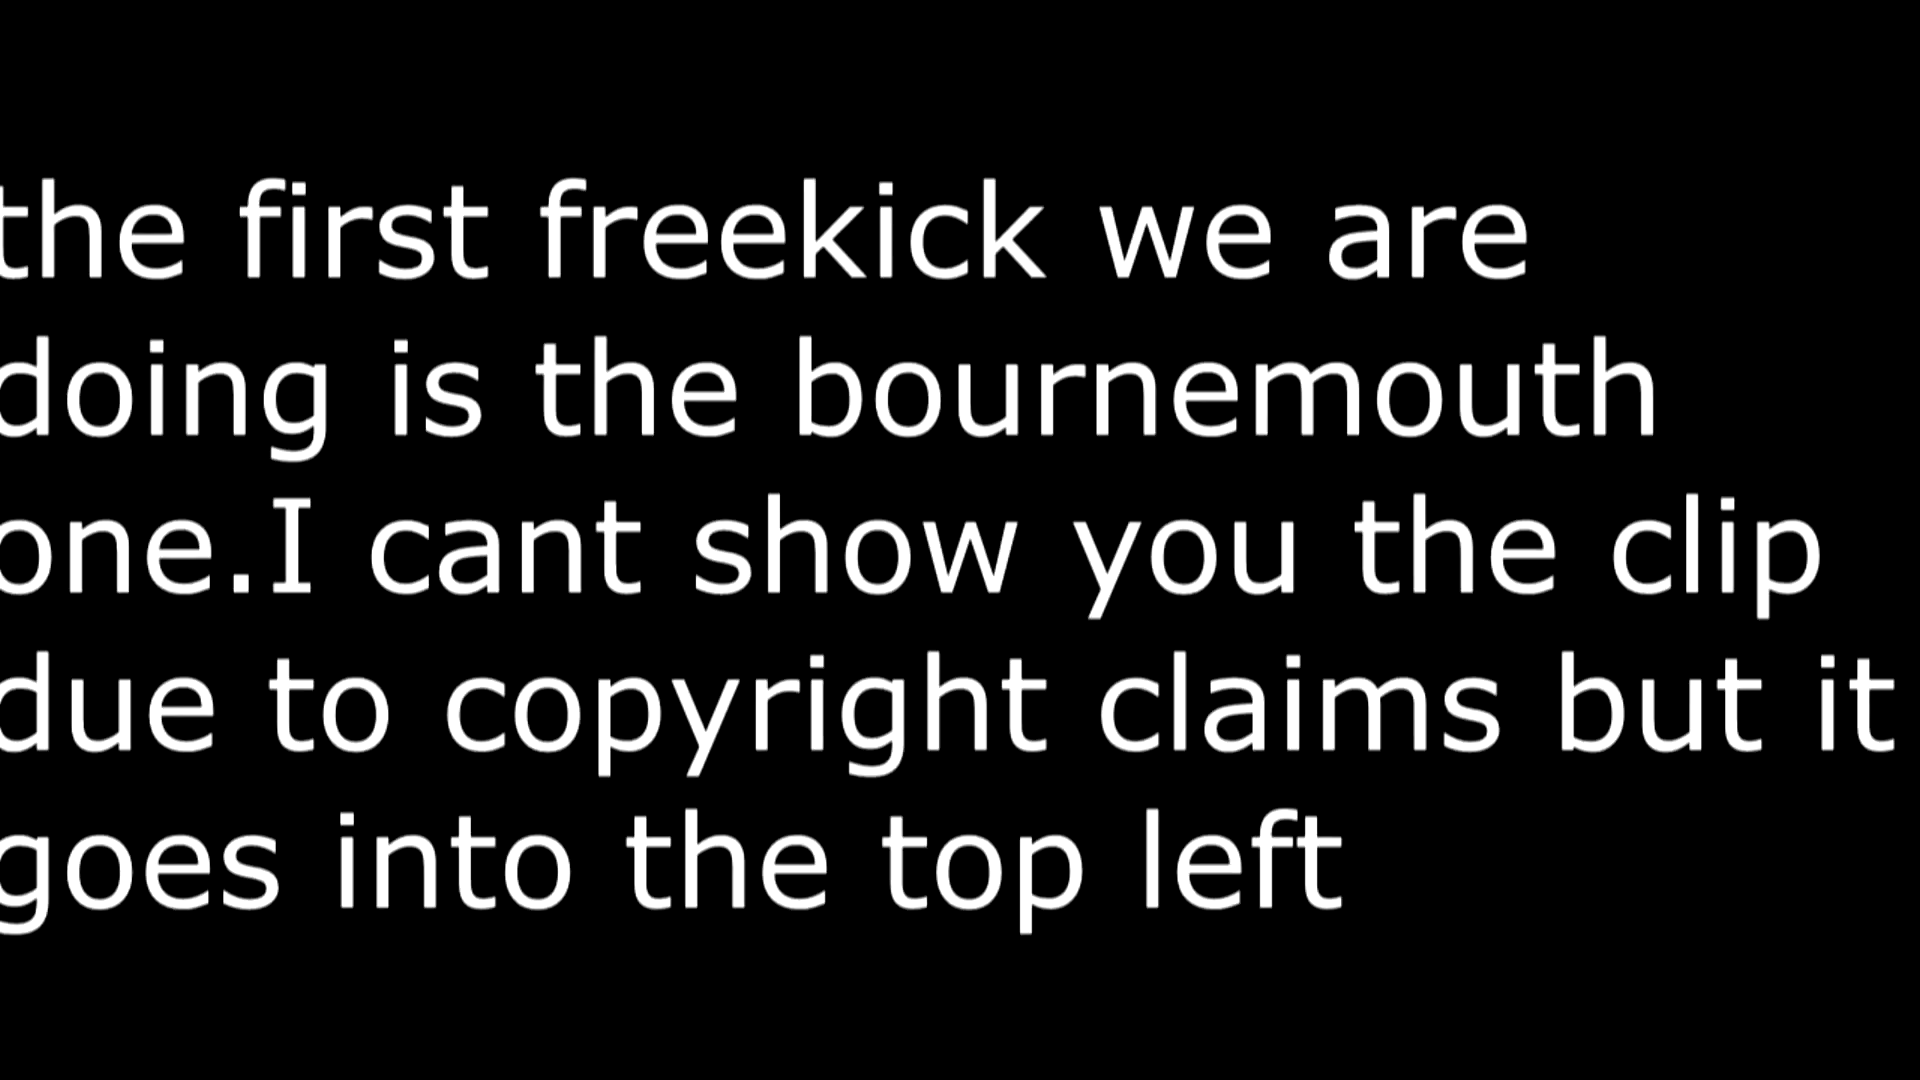 the first freekick we are
doing is the bournemouth
one.I cant show you the clip
due to copyright claims but it
goes into the top left